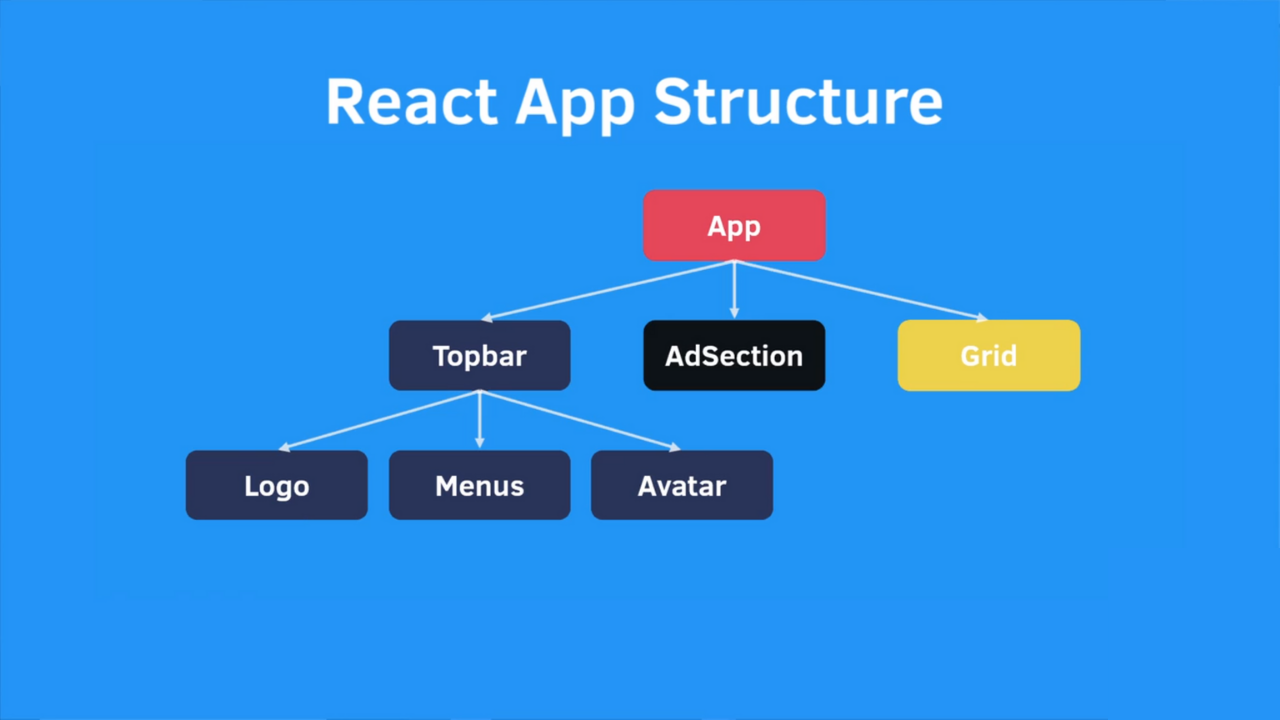 React App Structure
App
Topbar
AdSection
Grid
Logo
Menus
Avatar